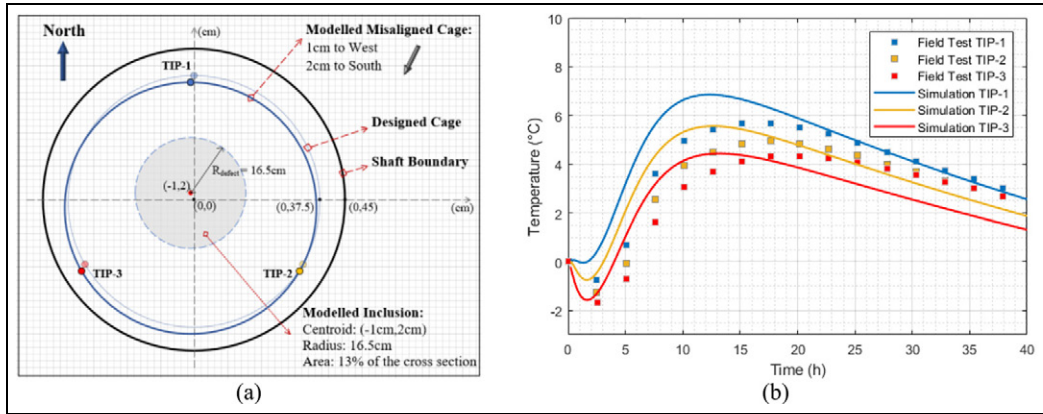 North
(cm)
Modelled Misaligned Cage:
1cm to West
2cm to South
TIP-1
Designed Cage
Shaft Boundary
R_defect = 16.5cm
(-1,2)
(0,0)
(0,37.5)
(0,45)
(cm)
TIP-3
TIP-2
Modelled Inclusion:
Centroid: (-1cm,2cm)
Radius: 16.5cm
Area: 13% of the cross section
(a)
Temperature (°C)
8
6
4
2
0
-2
Field Test TIP-1
Field Test TIP-2
Field Test TIP-3
Simulation TIP-1
Simulation TIP-2
Simulation TIP-3
0 5 10 15 20 25 30 35 40
Time (h)
(b)